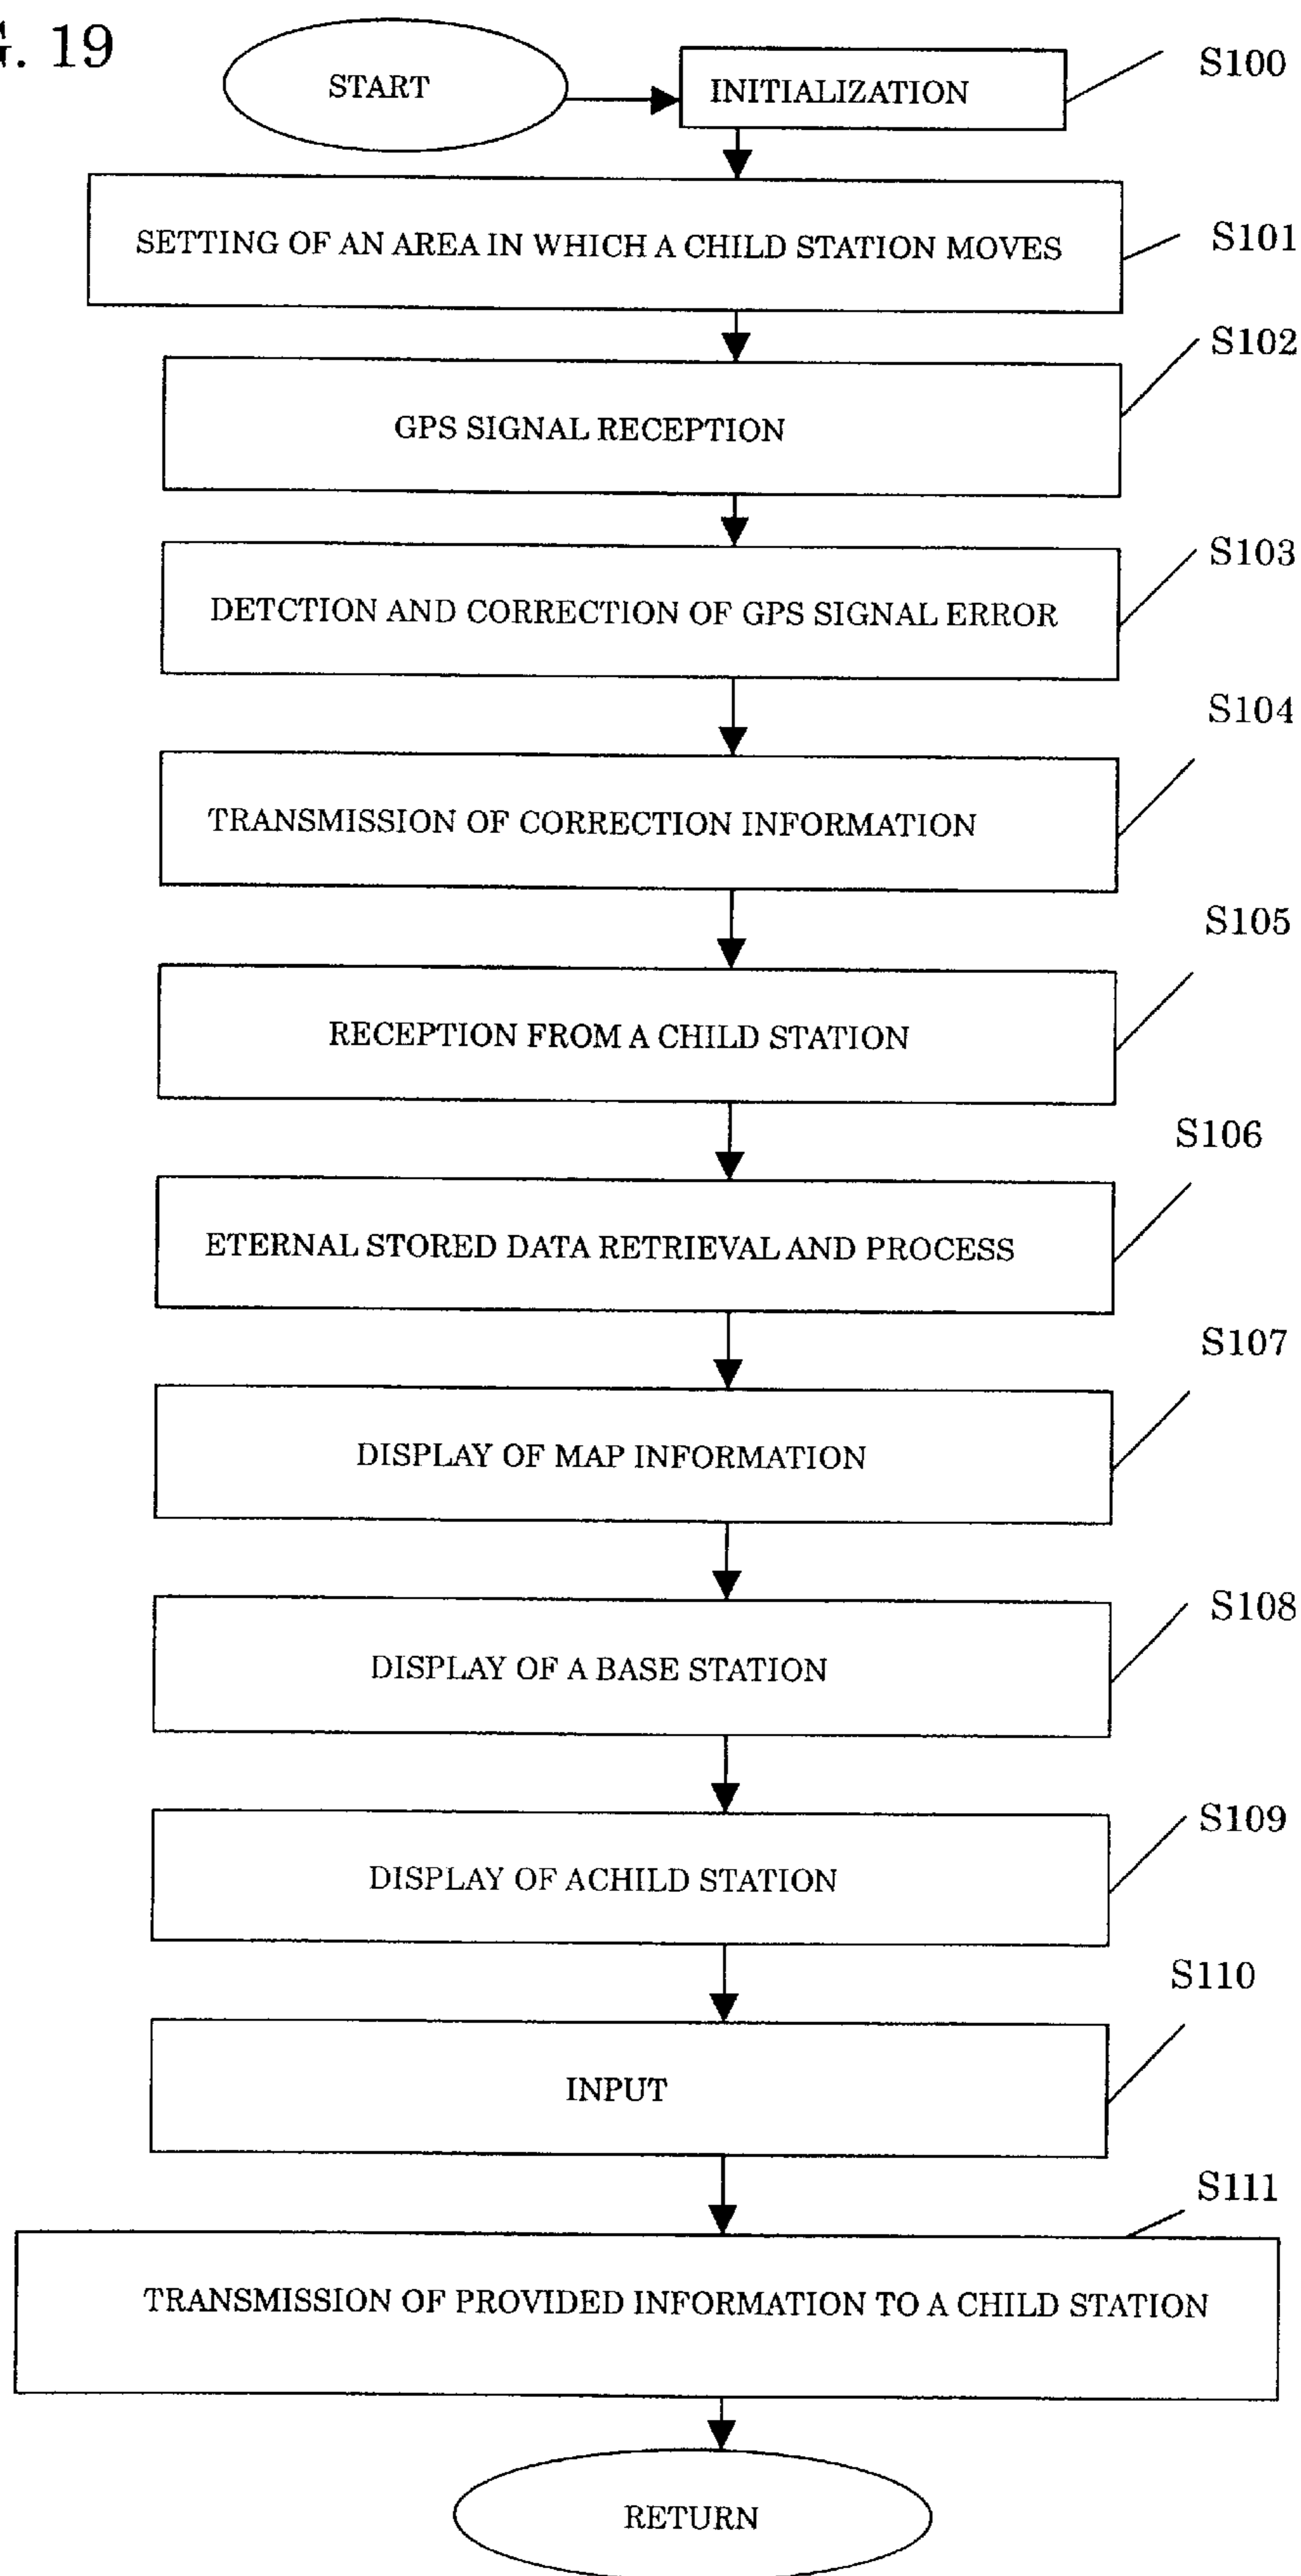 G. 19
START
INITIALIZATION
S100
SETTING OF AN AREA IN WHICH A CHILD STATION MOVES
S101
GPS SIGNAL RECEPTION
S102
DETCTION AND CORRECTION OF GPS SIGNAL ERROR
S103
TRANSMISSION OF CORRECTION INFORMATION
S104
RECEPTION FROM A CHILD STATION
S105
ETERNAL STORED DATA RETRIEVAL AND PROCESS
S106
DISPLAY OF MAP INFORMATION
S107
DISPLAY OF A BASE STATION
S108
DISPLAY OF ACHILD STATION
S109
INPUT
S110
TRANSMISSION OF PROVIDED INFORMATION TO A CHILD STATION
S111
RETURN